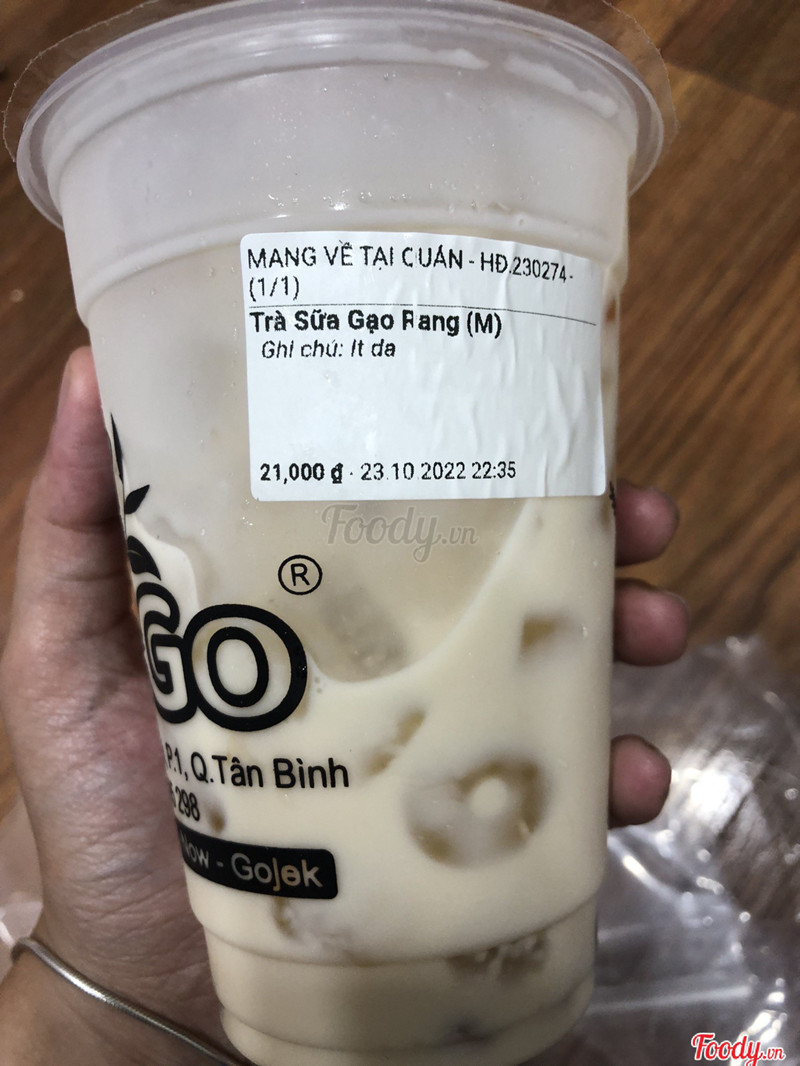 MANG VỀ TẠI QUÁN - HĐ.230274-
(1/1)
Trà Sữa Gạo Rang (M)
Ghi chú: It da
21,000 ₫ · 23.10.2022 22:35
Foody.vn
®
GO
P.1, Q.Tân Bình
298
Now - Gojek
Foody.vn